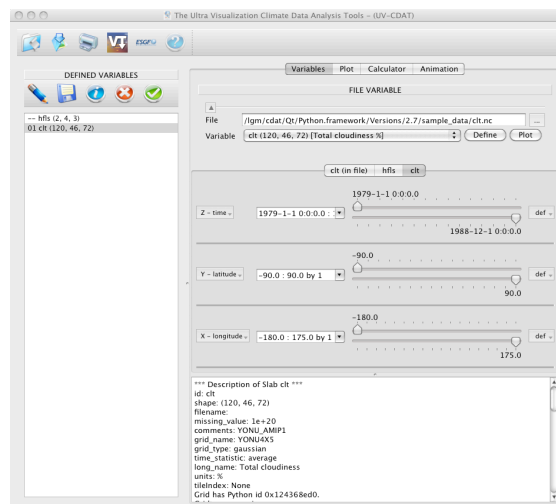 The Ultra Visualization Climate Data Analysis Tools – (UV-CDAT)
ESGF
DEFINED VARIABLES
-- hfls (2, 4, 3)
01 clt (120, 46, 72)
Variables Plot Calculator Animation
FILE VARIABLE
File /lgm/cdat/Qt/Python.framework/Versions/2.7/sample_data/clt.nc ...
Variable clt (120, 46, 72) [Total cloudiness %] Define Plot
clt (in file) hfls clt
1979-1-1 0:0:0.0
Z - time 1979-1-1 0:0:0.0 : def
1988-12-1 0:0:0.0
-90.0
Y - latitude -90.0 : 90.0 by 1 def
90.0
-180.0
X - longitude -180.0 : 175.0 by 1 def
175.0
*** Description of Slab clt ***
id: clt
shape: (120, 46, 72)
filename:
missing_value: 1e+20
comments: YONU_AMIP1
grid_name: YONU4X5
grid_type: gaussian
time_statistic: average
long_name: Total cloudiness
units: %
tileIndex: None
Grid has Python id 0x124368ed0.